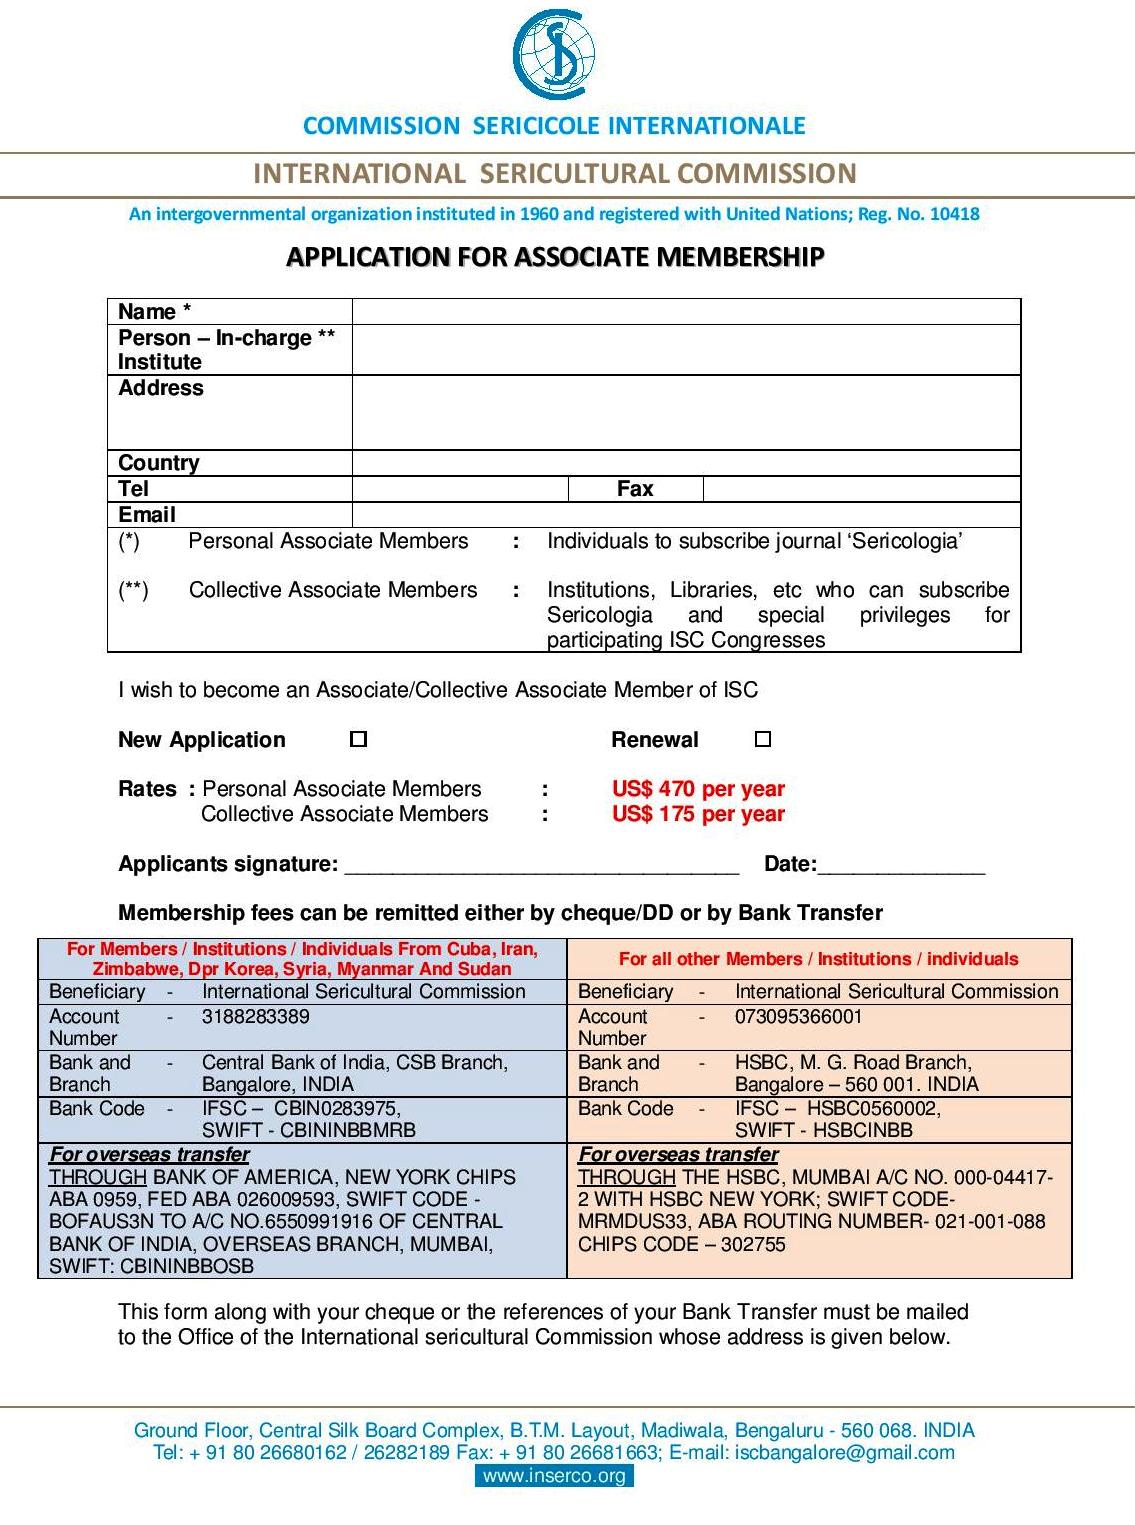 COMMISSION SERICICOLE INTERNATIONALE
INTERNATIONAL SERICULTURAL COMMISSION
An intergovernmental organization instituted in 1960 and registered with United Nations; Reg. No. 10418
APPLICATION FOR ASSOCIATE MEMBERSHIP
Name *
Person – In-charge **
Institute
Address
Country
Tel Fax
Email
(*) Personal Associate Members : Individuals to subscribe journal ‘Sericologia’
(**) Collective Associate Members : Institutions, Libraries, etc who can subscribe
Sericologia and special privileges for
participating ISC Congresses
I wish to become an Associate/Collective Associate Member of ISC
New Application ☐ Renewal ☐
Rates : Personal Associate Members : US$ 470 per year
Collective Associate Members : US$ 175 per year
Applicants signature: ________________________________ Date:______________
Membership fees can be remitted either by cheque/DD or by Bank Transfer
For Members / Institutions / Individuals From Cuba, Iran,
Zimbabwe, Dpr Korea, Syria, Myanmar And Sudan
Beneficiary - International Sericultural Commission
Account - 3188283389
Number
Bank and - Central Bank of India, CSB Branch,
Branch Bangalore, INDIA
Bank Code - IFSC – CBIN0283975,
SWIFT - CBININBBMRB
For overseas transfer
THROUGH BANK OF AMERICA, NEW YORK CHIPS
ABA 0959, FED ABA 026009593, SWIFT CODE -
BOFAUS3N TO A/C NO.6550991916 OF CENTRAL
BANK OF INDIA, OVERSEAS BRANCH, MUMBAI,
SWIFT: CBININBBOSB
For all other Members / Institutions / individuals
Beneficiary - International Sericultural Commission
Account - 073095366001
Number
Bank and - HSBC, M. G. Road Branch,
Branch Bangalore – 560 001. INDIA
Bank Code - IFSC – HSBC0560002,
SWIFT - HSBCINBB
For overseas transfer
THROUGH THE HSBC, MUMBAI A/C NO. 000-04417-
2 WITH HSBC NEW YORK; SWIFT CODE-
MRMDUS33, ABA ROUTING NUMBER- 021-001-088
CHIPS CODE – 302755
This form along with your cheque or the references of your Bank Transfer must be mailed
to the Office of the International sericultural Commission whose address is given below.
Ground Floor, Central Silk Board Complex, B.T.M. Layout, Madiwala, Bengaluru - 560 068. INDIA
Tel: + 91 80 26680162 / 26282189 Fax: + 91 80 26681663; E-mail: iscbangalore@gmail.com
www.inserco.org